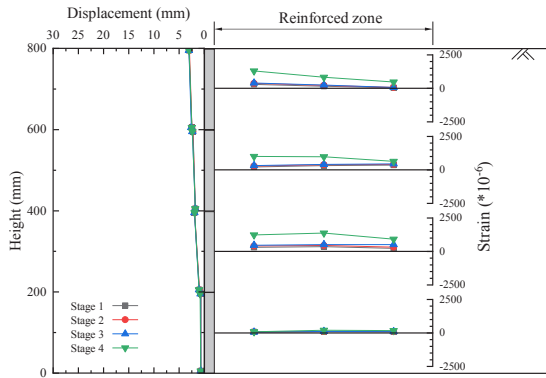 Displacement (mm)
Reinforced zone
30 25 20 15 10 5 0
800
600
400
200
0
Height (mm)
Stage 1
Stage 2
Stage 3
Stage 4
2500
0
-2500
2500
0
-2500
2500
0
-2500
2500
0
-2500
Strain (*10-6)